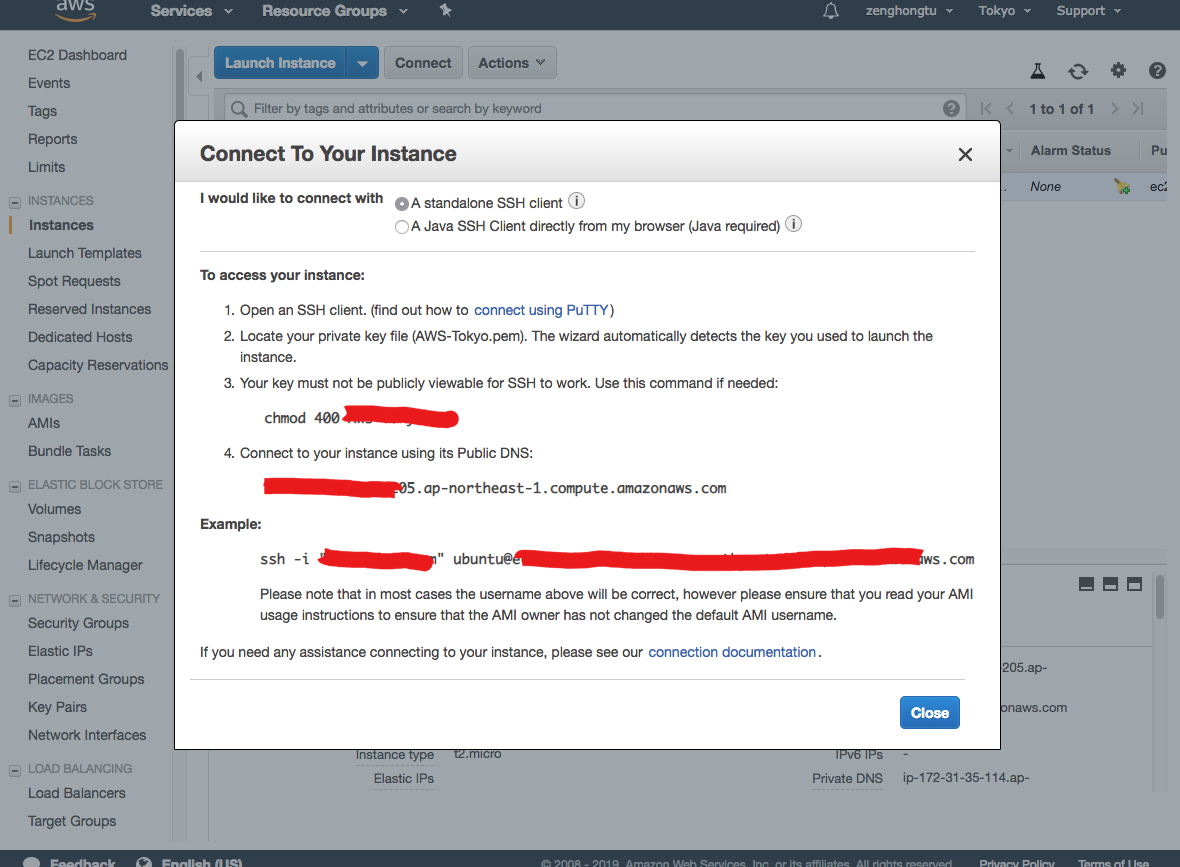 aws Services Resource Groups zenghongtu Tokyo Support
EC2 Dashboard
Events
Tags
Reports
Limits
INSTANCES
Instances
Launch Templates
Spot Requests
Reserved Instances
Dedicated Hosts
Capacity Reservations
IMAGES
AMIs
Bundle Tasks
ELASTIC BLOCK STORE
Volumes
Snapshots
Lifecycle Manager
NETWORK & SECURITY
Security Groups
Elastic IPs
Placement Groups
Key Pairs
Network Interfaces
LOAD BALANCING
Load Balancers
Target Groups
Launch Instance Connect Actions
Filter by tags and attributes or search by keyword
1 to 1 of 1
Alarm Status Pu
None ec2
Connect To Your Instance
I would like to connect with
A standalone SSH client
A Java SSH Client directly from my browser (Java required)
To access your instance:
1. Open an SSH client. (find out how to connect using PuTTY)
2. Locate your private key file (AWS-Tokyo.pem). The wizard automatically detects the key you used to launch the
instance.
3. Your key must not be publicly viewable for SSH to work. Use this command if needed:
chmod 400
4. Connect to your instance using its Public DNS:
05.ap-northeast-1.compute.amazonaws.com
Example:
ssh -i " " ubuntu@e ws.com
Please note that in most cases the username above will be correct, however please ensure that you read your AMI
usage instructions to ensure that the AMI owner has not changed the default AMI username.
If you need any assistance connecting to your instance, please see our connection documentation.
Close
205.ap-
onaws.com
Instance type t2.micro IPv6 IPs -
Elastic IPs Private DNS ip-172-31-35-114.ap-
Feedback English (US) © 2008 - 2019, Amazon Web Services, Inc. or its affiliates. All rights reserved. Privacy Policy Terms of Use